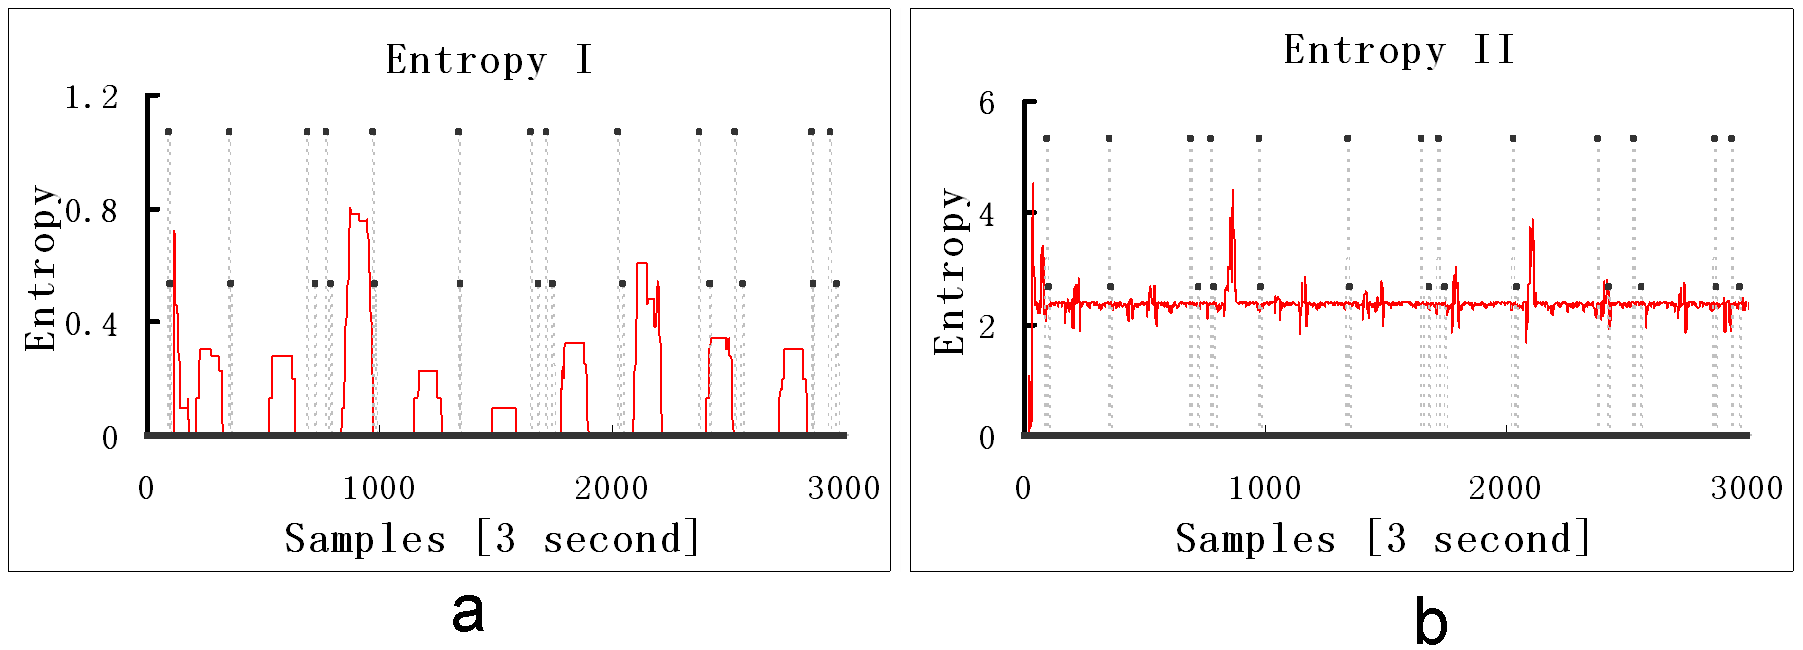 Entropy I
1.2
0.8
0.4
0
Entropy
0 1000 2000 3000
Samples [3 second]
a
Entropy II
6
4
2
0
Entropy
0 1000 2000 3000
Samples [3 second]
b